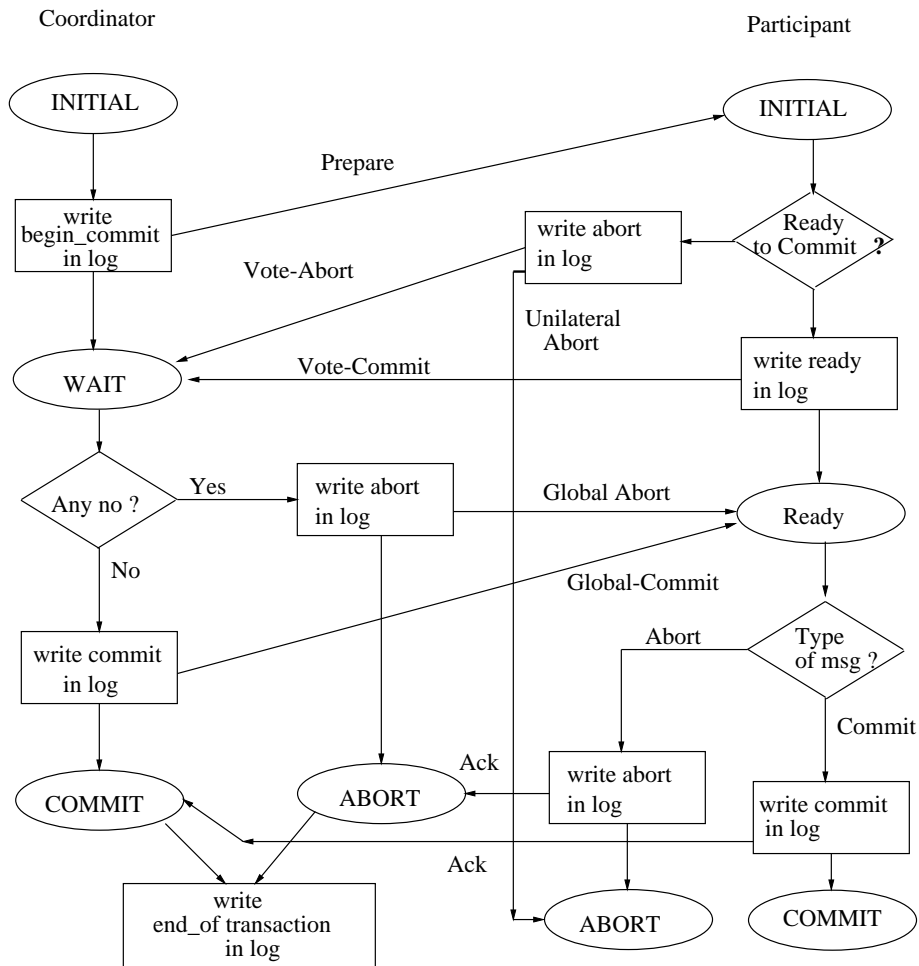 Coordinator
Participant
INITIAL
INITIAL
Prepare
write
begin_commit
in log
write abort
in log
Ready
to Commit ?
Vote-Abort
Unilateral
Abort
WAIT
Vote-Commit
write ready
in log
Any no ?
Yes
write abort
in log
Global Abort
Ready
No
Global-Commit
write commit
in log
Abort
Type
of msg ?
Commit
COMMIT
ABORT
Ack
write abort
in log
write commit
in log
Ack
write
end_of transaction
in log
ABORT
COMMIT